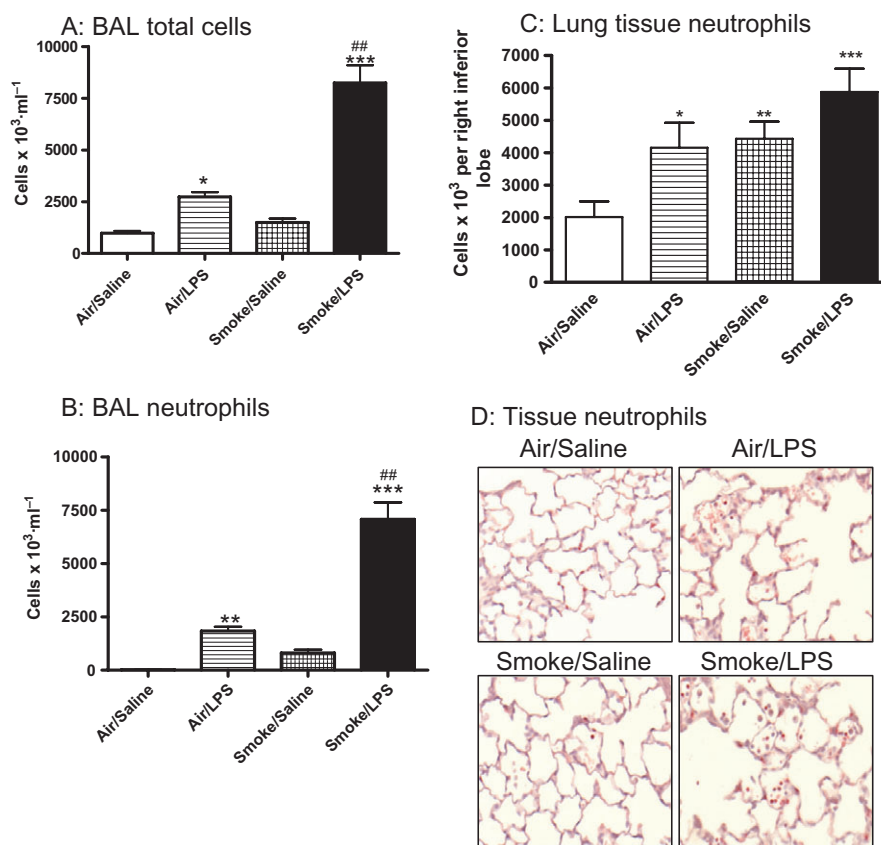 A: BAL total cells
Cells x 10³·ml⁻¹
10000
7500
5000
2500
0
*
##
***
Air/Saline
Air/LPS
Smoke/Saline
Smoke/LPS
B: BAL neutrophils
Cells x 10³·ml⁻¹
10000
7500
5000
2500
0
**
##
***
Air/Saline
Air/LPS
Smoke/Saline
Smoke/LPS
C: Lung tissue neutrophils
Cells x 10³ per right inferior
lobe
7000
6000
5000
4000
3000
2000
1000
0
*
**
***
Air/Saline
Air/LPS
Smoke/Saline
Smoke/LPS
D: Tissue neutrophils
Air/Saline
Air/LPS
Smoke/Saline
Smoke/LPS